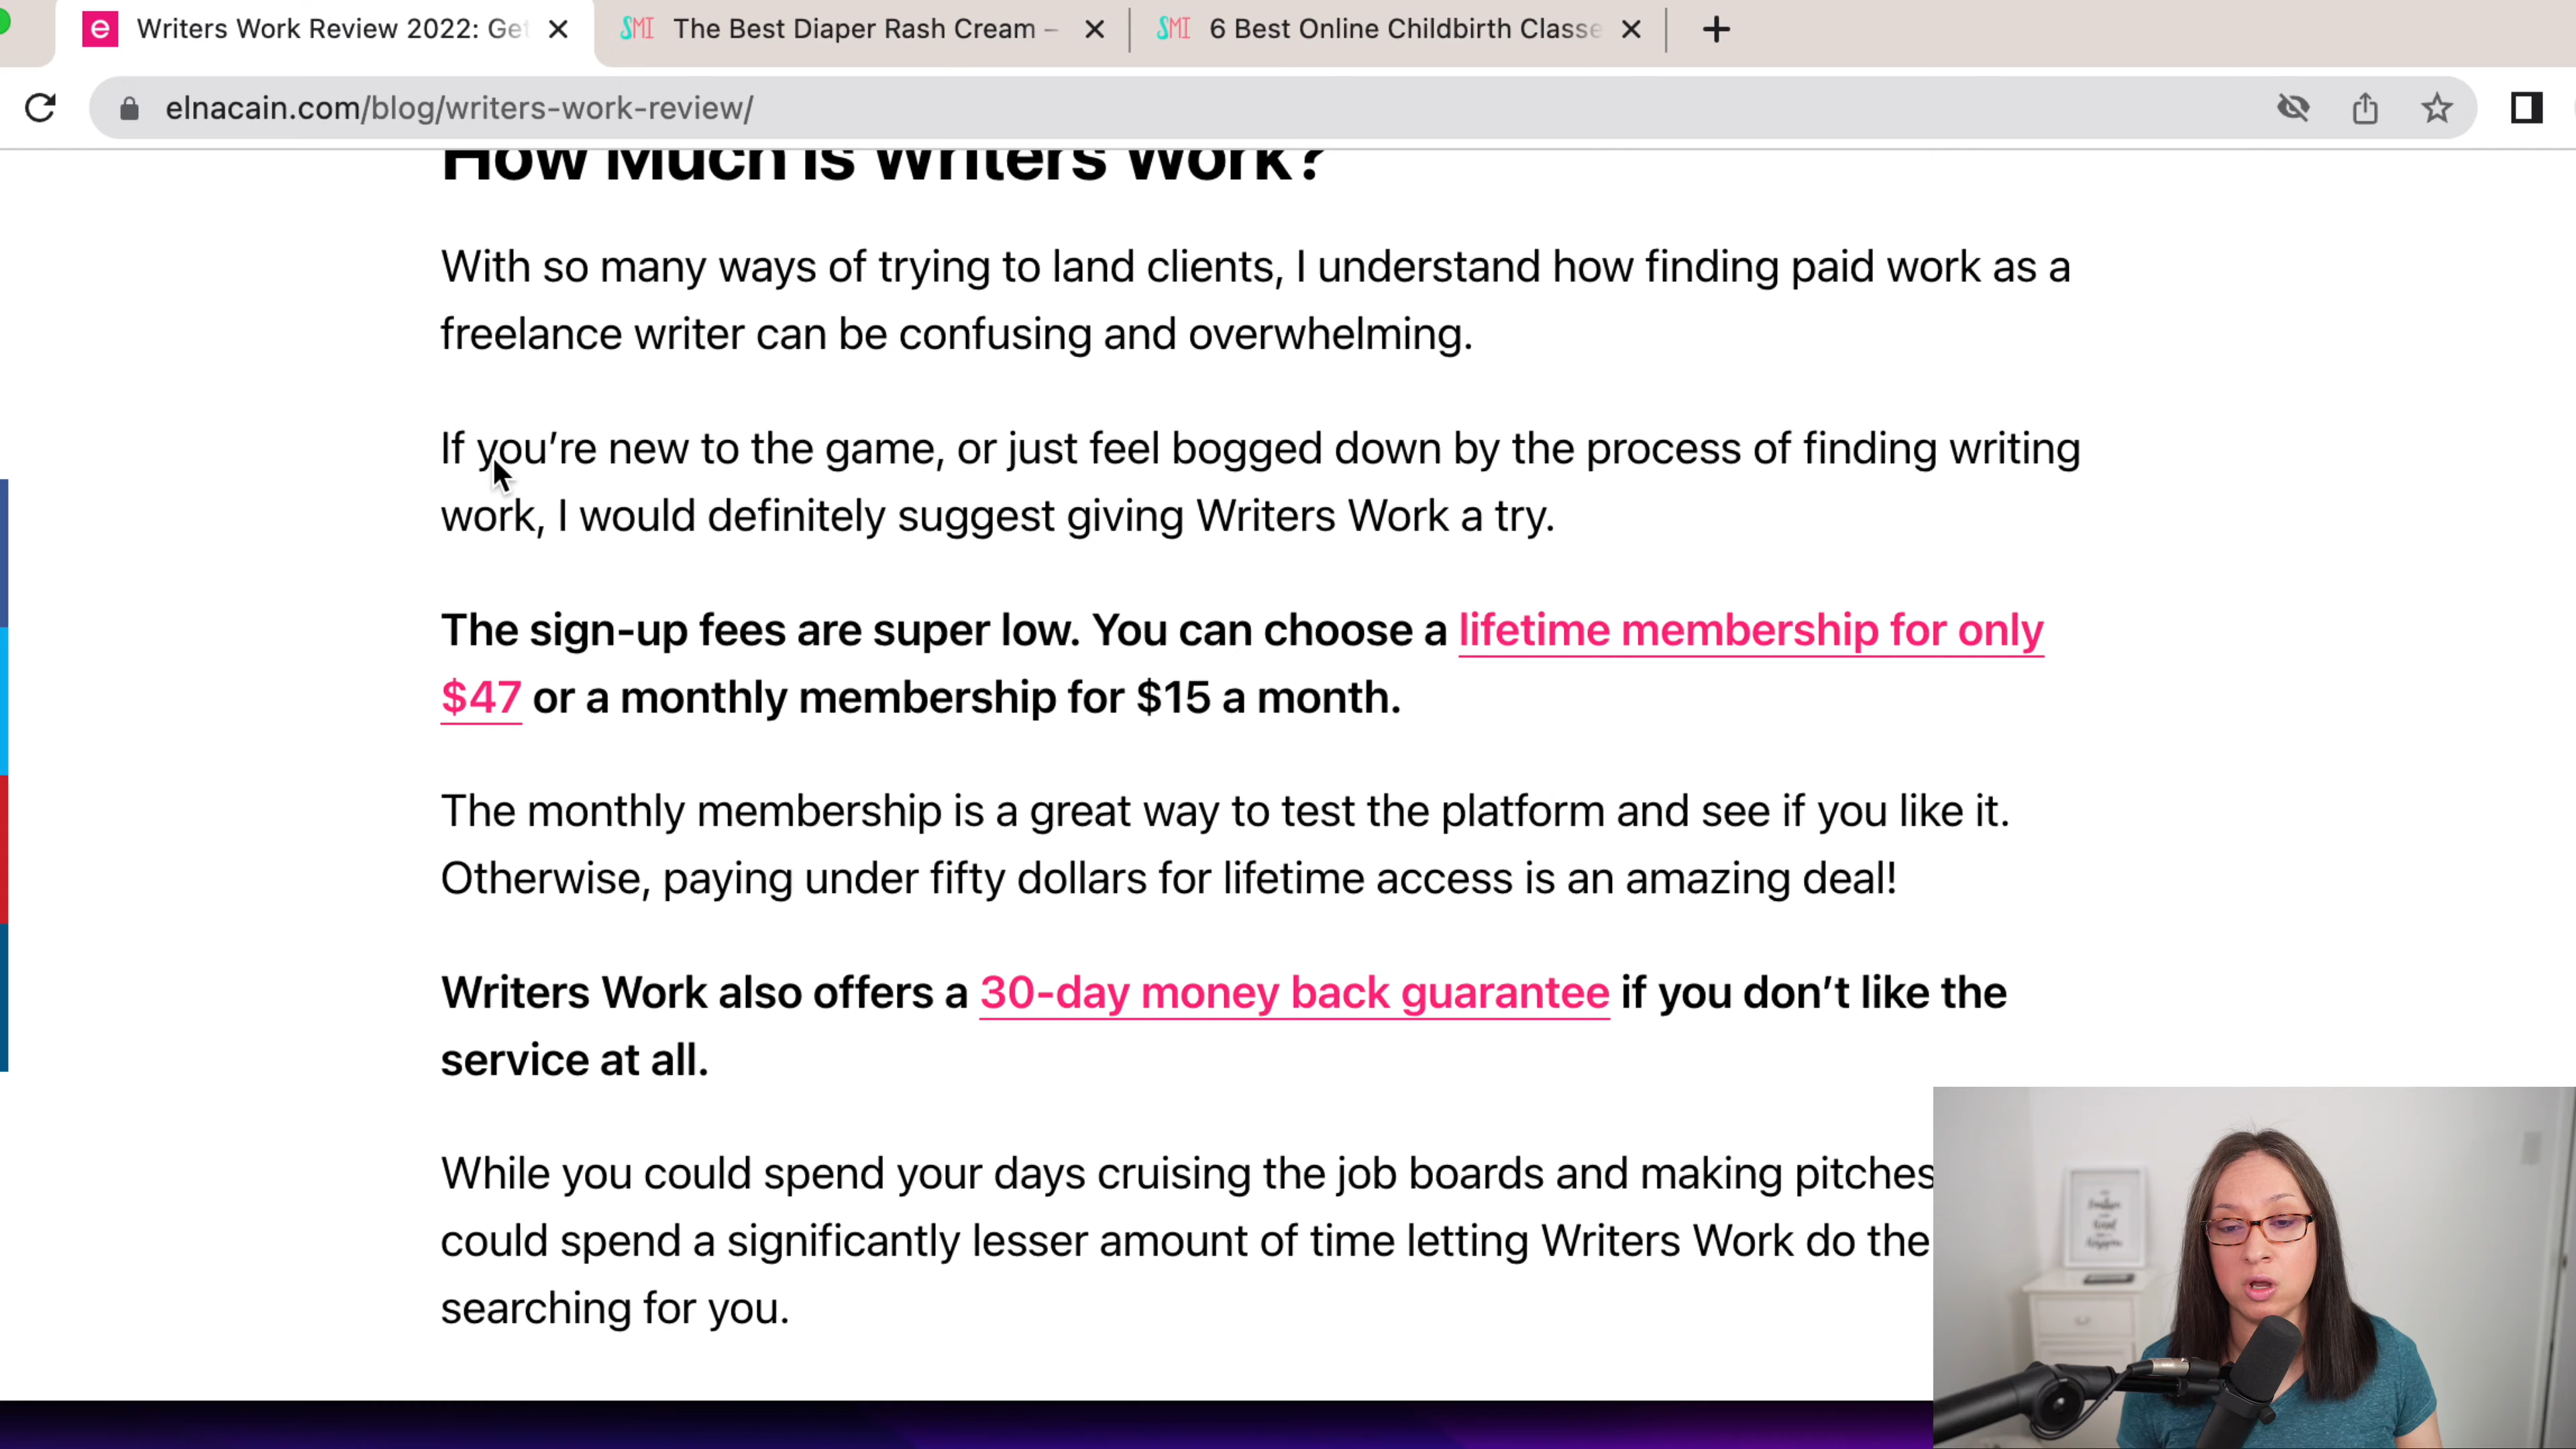 Writers Work Review 2022: Get
SMI The Best Diaper Rash Cream –
SMI 6 Best Online Childbirth Classe
elnacain.com/blog/writers-work-review/
How Much is Writers Work?
With so many ways of trying to land clients, I understand how finding paid work as a
freelance writer can be confusing and overwhelming.
If you’re new to the game, or just feel bogged down by the process of finding writing
work, I would definitely suggest giving Writers Work a try.
The sign-up fees are super low. You can choose a lifetime membership for only
$47 or a monthly membership for $15 a month.
The monthly membership is a great way to test the platform and see if you like it.
Otherwise, paying under fifty dollars for lifetime access is an amazing deal!
Writers Work also offers a 30-day money back guarantee if you don’t like the
service at all.
While you could spend your days cruising the job boards and making pitches
could spend a significantly lesser amount of time letting Writers Work do the
searching for you.